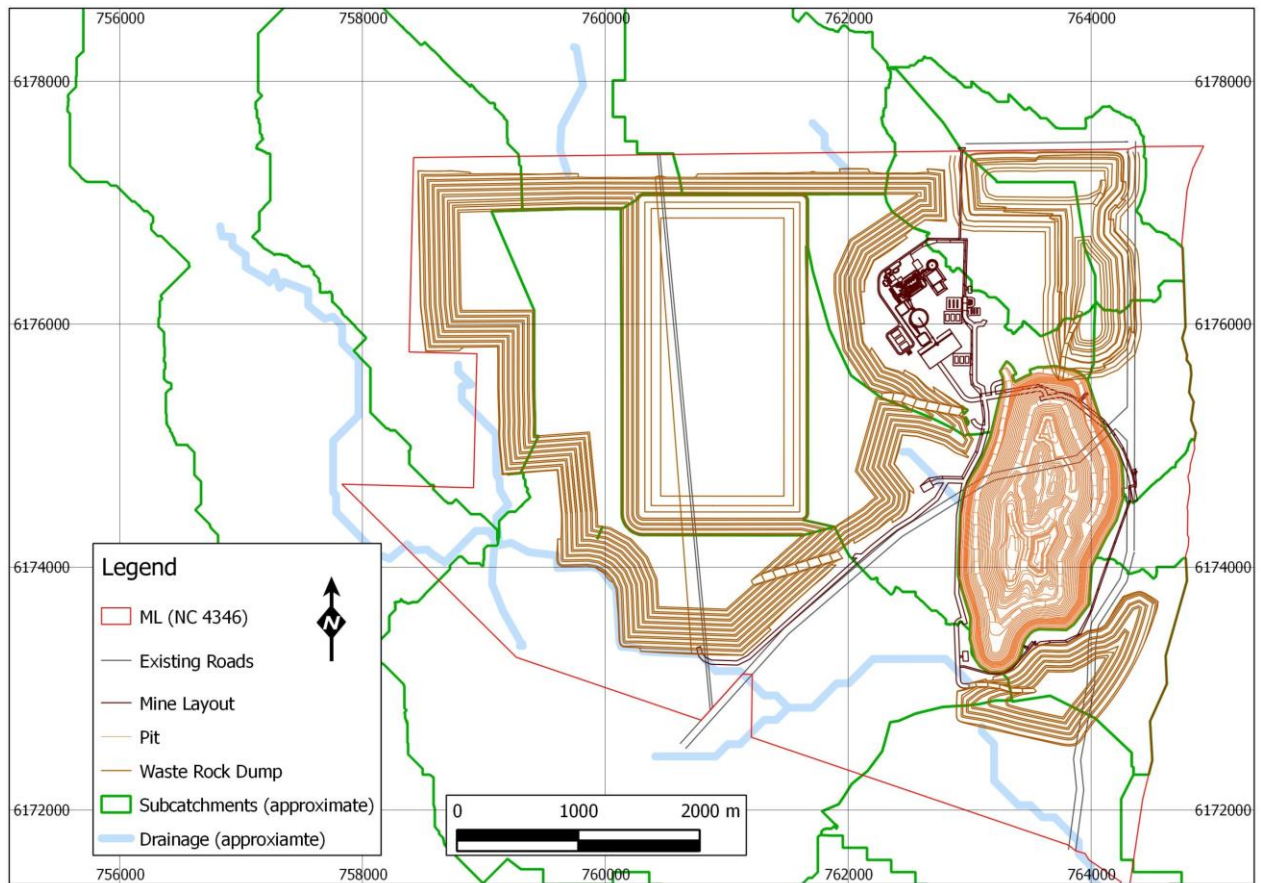 756000 758000 760000 762000 764000
6178000 6178000
6176000 6176000
6174000 6174000
Legend
ML (NC 4346)
N
Existing Roads
Mine Layout
Pit
Waste Rock Dump
Subcatchments (approximate)
Drainage (approxiamte)
0 1000 2000 m
6172000 6172000
756000 758000 760000 762000 764000